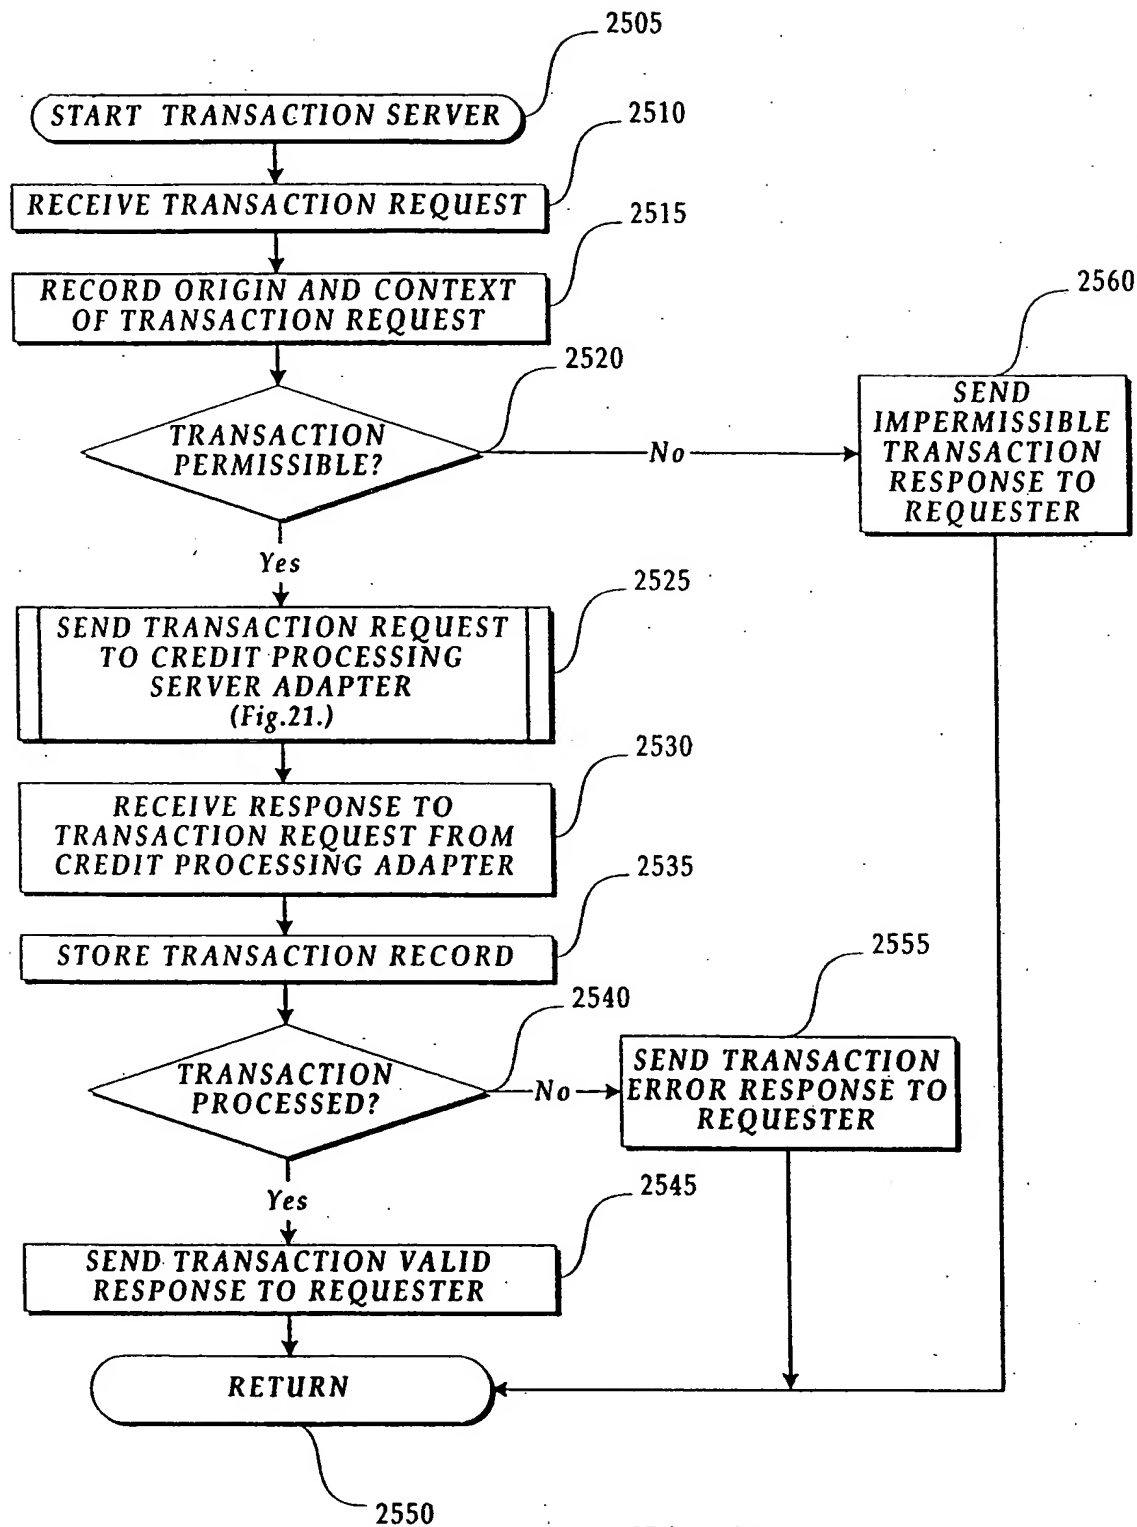 2505
START TRANSACTION SERVER
2510
RECEIVE TRANSACTION REQUEST
2515
RECORD ORIGIN AND CONTEXT
OF TRANSACTION REQUEST
2520
TRANSACTION
PERMISSIBLE?
No
2560
SEND
IMPERMISSIBLE
TRANSACTION
RESPONSE TO
REQUESTER
Yes
2525
SEND TRANSACTION REQUEST
TO CREDIT PROCESSING
SERVER ADAPTER
(Fig.21.)
2530
RECEIVE RESPONSE TO
TRANSACTION REQUEST FROM
CREDIT PROCESSING ADAPTER
2535
STORE TRANSACTION RECORD
2540
TRANSACTION
PROCESSED?
No
2555
SEND TRANSACTION
ERROR RESPONSE TO
REQUESTER
Yes
2545
SEND TRANSACTION VALID
RESPONSE TO REQUESTER
RETURN
2550